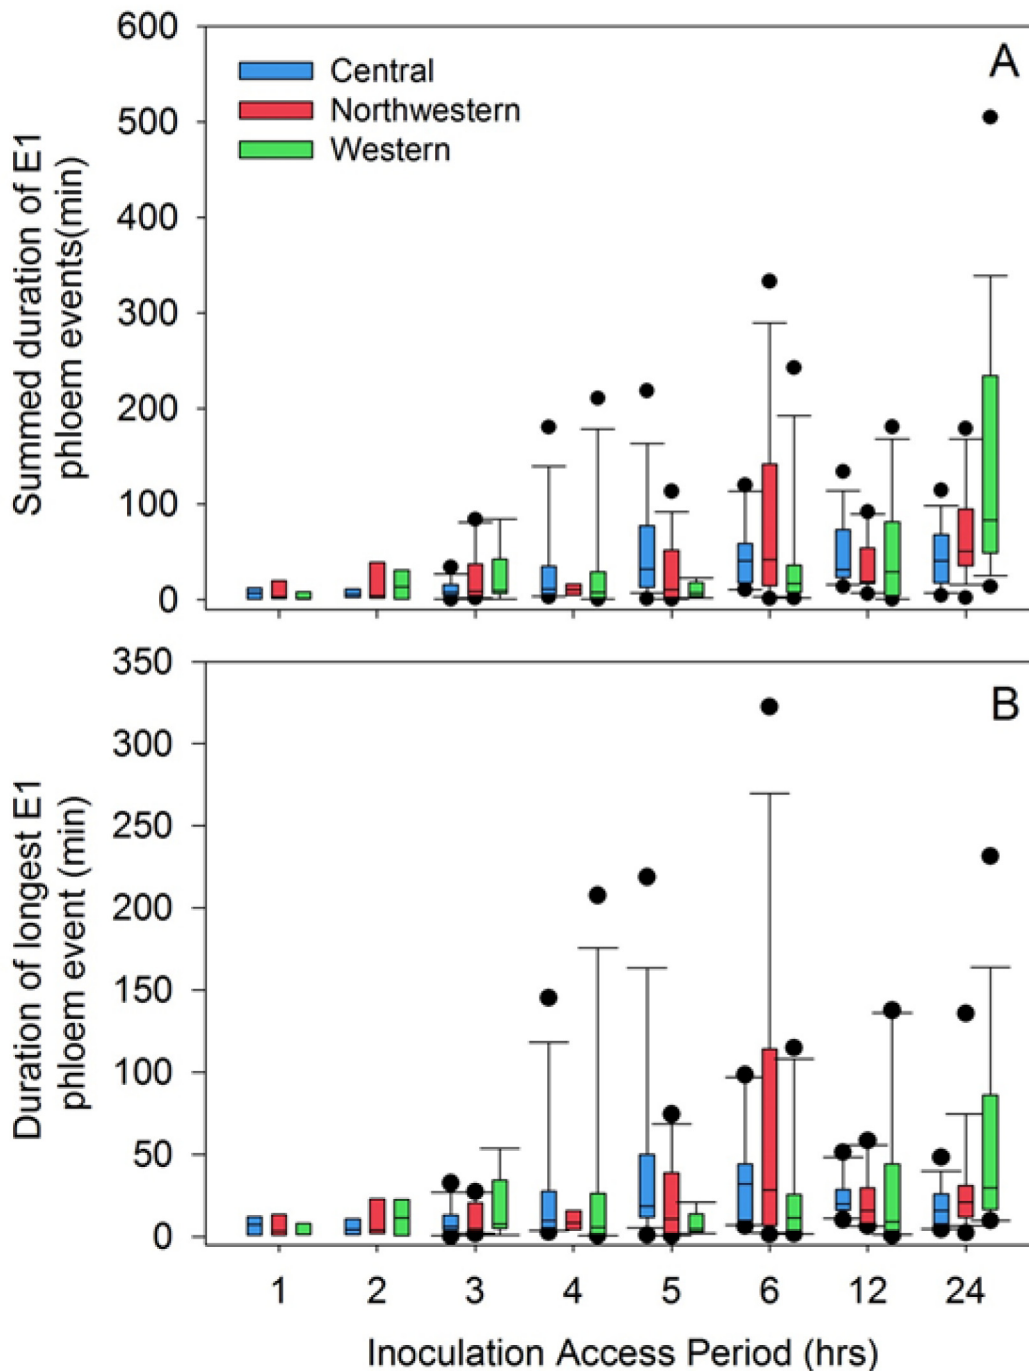 A
Central
Northwestern
Western
600
500
400
300
200
100
0
Summed duration of E1
phloem events(min)
B
350
300
250
200
150
100
50
0
Duration of longest E1
phloem event (min)
1 2 3 4 5 6 12 24
Inoculation Access Period (hrs)